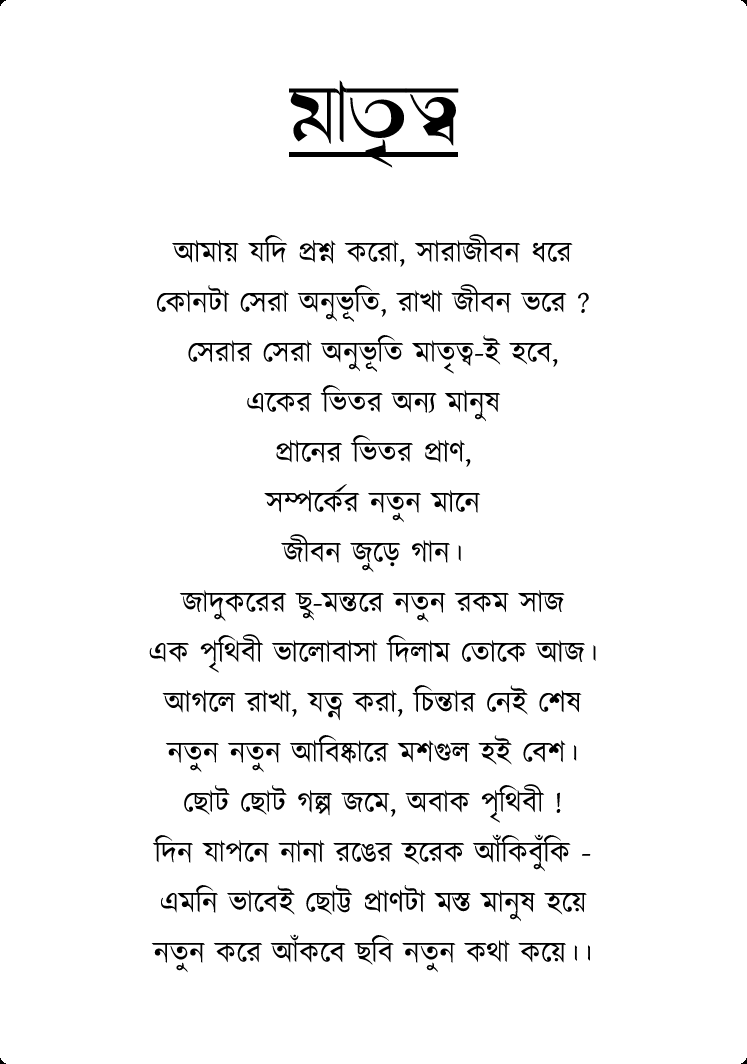 মাতৃত্ব
আমায় যদি প্রশ্ন করো, সারাজীবন ধরে
কোনটা সেরা অনুভূতি, রাখা জীবন ভরে ?
সেরার সেরা অনুভূতি মাতৃত্ব-ই হবে,
একের ভিতর অন্য মানুষ
প্রানের ভিতর প্রাণ,
সম্পর্কের নতুন মানে
জীবন জুড়ে গান।
জাদুকরের ছু-মন্তরে নতুন রকম সাজ
এক পৃথিবী ভালোবাসা দিলাম তোকে আজ।
আগলে রাখা, যত্ন করা, চিন্তার নেই শেষ
নতুন নতুন আবিষ্কারে মশগুল হই বেশ।
ছোট ছোট গল্প জমে, অবাক পৃথিবী !
দিন যাপনে নানা রঙের হরেক আঁকিবুঁকি -
এমনি ভাবেই ছোট্ট প্রাণটা মস্ত মানুষ হয়ে
নতুন করে আঁকবে ছবি নতুন কথা কয়ে।।